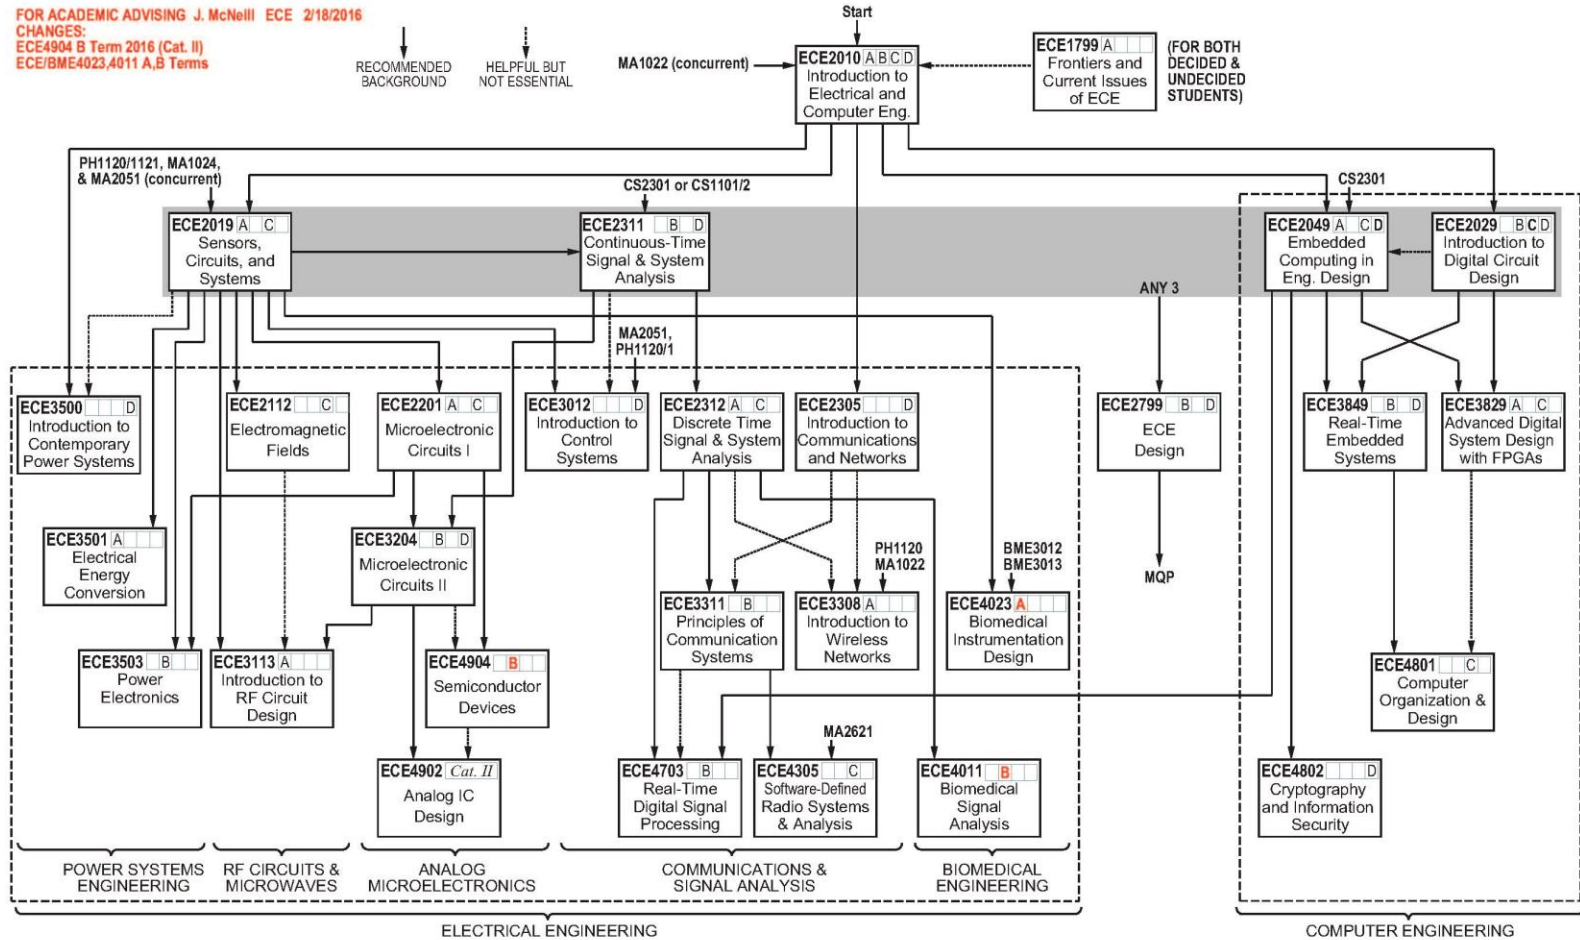 FOR ACADEMIC ADVISING J. McNeill ECE 2/18/2016
CHANGES:
ECE4904 B Term 2016 (Cat. II)
ECE/BME4023,4011 A,B Terms
RECOMMENDED
BACKGROUND
HELPFUL BUT
NOT ESSENTIAL
Start
MA1022 (concurrent)
ECE2010 A B C D
Introduction to
Electrical and
Computer Eng.
ECE1799 A
Frontiers and
Current Issues
of ECE
(FOR BOTH
DECIDED &
UNDECIDED
STUDENTS)
PH1120/1121, MA1024,
& MA2051 (concurrent)
CS2301 or CS1101/2
CS2301
ECE2019 A C
Sensors,
Circuits, and
Systems
ECE2311 B D
Continuous-Time
Signal & System
Analysis
ECE2049 A C D
Embedded
Computing in
Eng. Design
ECE2029 B C D
Introduction to
Digital Circuit
Design
ANY 3
MA2051,
PH1120/1
ECE3500 D
Introduction to
Contemporary
Power Systems
ECE2112 C
Electromagnetic
Fields
ECE2201 A C
Microelectronic
Circuits I
ECE3012 D
Introduction to
Control
Systems
ECE2312 A C
Discrete Time
Signal & System
Analysis
ECE2305 D
Introduction to
Communications
and Networks
ECE2799 B D
ECE
Design
ECE3849 B D
Real-Time
Embedded
Systems
ECE3829 A C
Advanced Digital
System Design
with FPGAs
ECE3501 A
Electrical
Energy
Conversion
ECE3204 B D
Microelectronic
Circuits II
PH1120
MA1022
BME3012
BME3013
MQP
ECE3311 B
Principles of
Communication
Systems
ECE3308 A
Introduction to
Wireless
Networks
ECE4023 A
Biomedical
Instrumentation
Design
ECE3503 B
Power
Electronics
ECE3113 A
Introduction to
RF Circuit
Design
ECE4904 B
Semiconductor
Devices
ECE4801 C
Computer
Organization &
Design
MA2621
ECE4902 Cat. II
Analog IC
Design
ECE4703 B
Real-Time
Digital Signal
Processing
ECE4305 C
Software-Defined
Radio Systems
& Analysis
ECE4011 B
Biomedical
Signal
Analysis
ECE4802 D
Cryptography
and Information
Security
POWER SYSTEMS
ENGINEERING
RF CIRCUITS &
MICROWAVES
ANALOG
MICROELECTRONICS
COMMUNICATIONS &
SIGNAL ANALYSIS
BIOMEDICAL
ENGINEERING
ELECTRICAL ENGINEERING
COMPUTER ENGINEERING